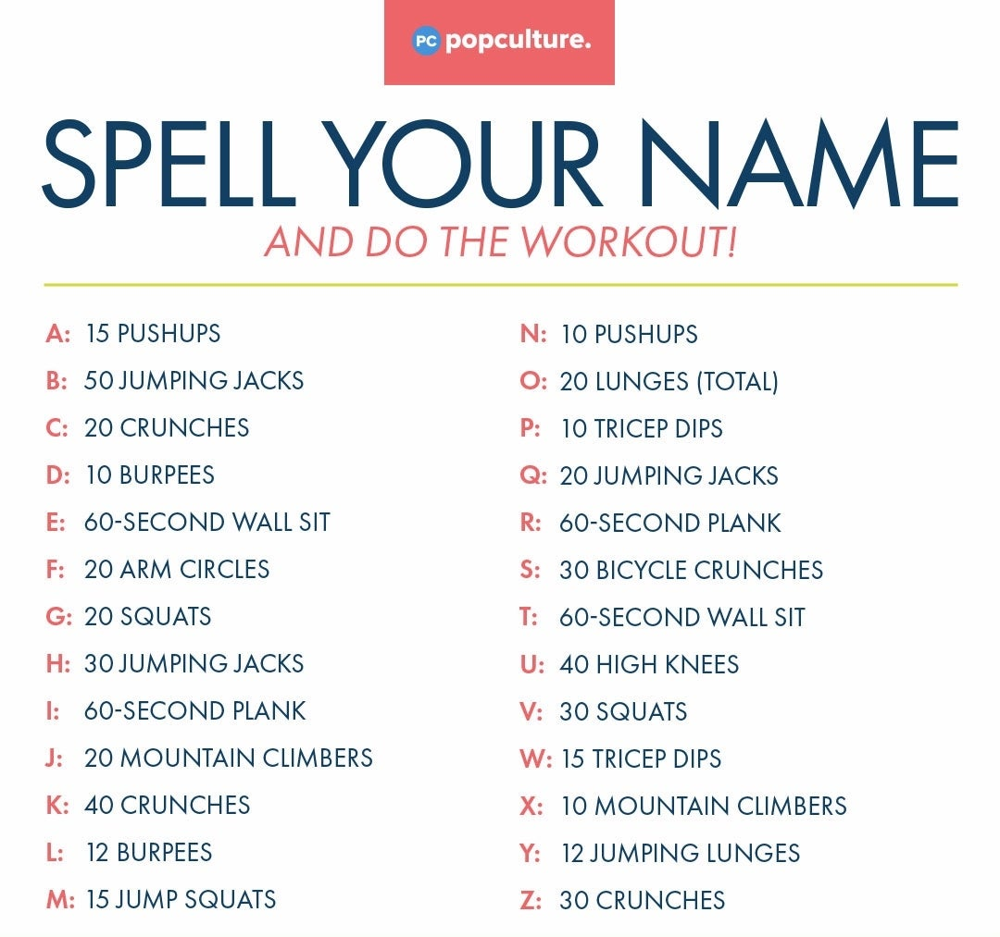 PC popculture.
SPELL YOUR NAME
AND DO THE WORKOUT!
A: 15 PUSHUPS
B: 50 JUMPING JACKS
C: 20 CRUNCHES
D: 10 BURPEES
E: 60-SECOND WALL SIT
F: 20 ARM CIRCLES
G: 20 SQUATS
H: 30 JUMPING JACKS
I: 60-SECOND PLANK
J: 20 MOUNTAIN CLIMBERS
K: 40 CRUNCHES
L: 12 BURPEES
M: 15 JUMP SQUATS
N: 10 PUSHUPS
O: 20 LUNGES (TOTAL)
P: 10 TRICEP DIPS
Q: 20 JUMPING JACKS
R: 60-SECOND PLANK
S: 30 BICYCLE CRUNCHES
T: 60-SECOND WALL SIT
U: 40 HIGH KNEES
V: 30 SQUATS
W: 15 TRICEP DIPS
X: 10 MOUNTAIN CLIMBERS
Y: 12 JUMPING LUNGES
Z: 30 CRUNCHES